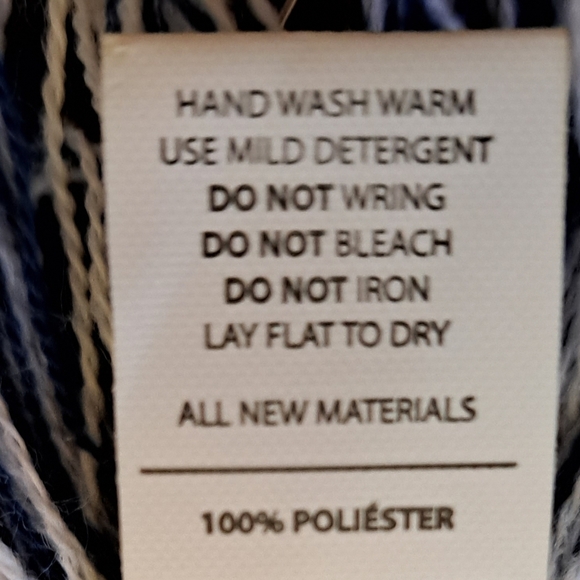 HAND WASH WARM
USE MILD DETERGENT
DO NOT WRING
DO NOT BLEACH
DO NOT IRON
LAY FLAT TO DRY
ALL NEW MATERIALS
100% POLIÉSTER